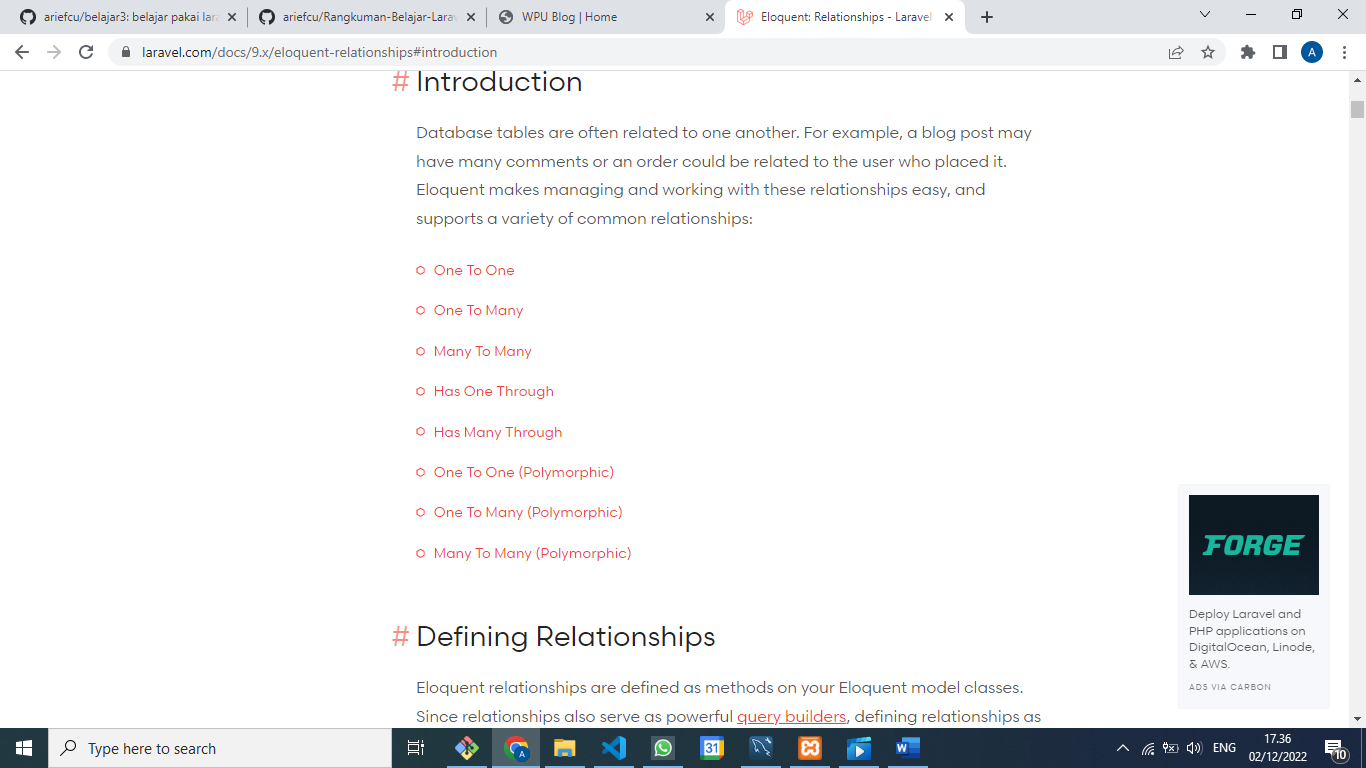 ariefcu/belajar3: belajar pakai lara
ariefcu/Rangkuman-Belajar-Larav
WPU Blog | Home
Eloquent: Relationships - Laravel
laravel.com/docs/9.x/eloquent-relationships#introduction
A
# Introduction
Database tables are often related to one another. For example, a blog post may
have many comments or an order could be related to the user who placed it.
Eloquent makes managing and working with these relationships easy, and
supports a variety of common relationships:
One To One
One To Many
Many To Many
Has One Through
Has Many Through
One To One (Polymorphic)
One To Many (Polymorphic)
Many To Many (Polymorphic)
FORGE
Deploy Laravel and
PHP applications on
DigitalOcean, Linode,
& AWS.
ADS VIA CARBON
# Defining Relationships
Eloquent relationships are defined as methods on your Eloquent model classes.
Since relationships also serve as powerful query builders, defining relationships as
Type here to search
A
31
W
ENG
17.36
02/12/2022
10